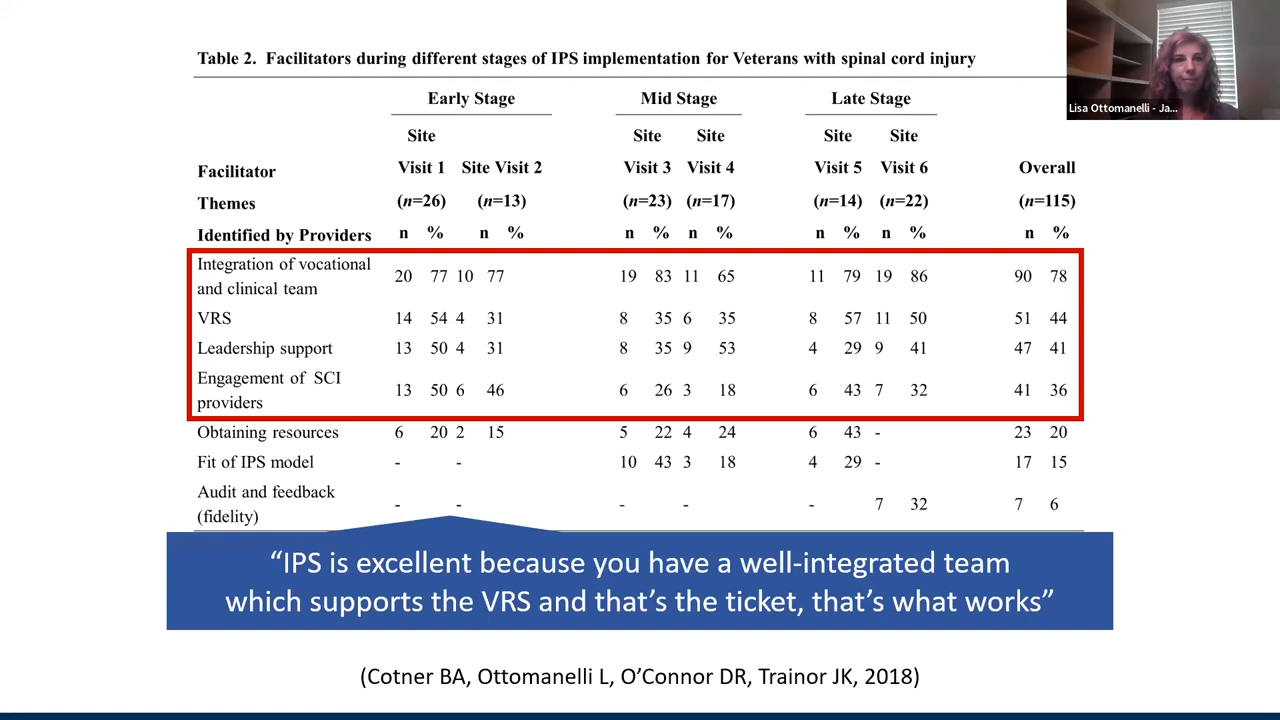 Table 2. Facilitators during different stages of IPS implementation for Veterans with spinal cord injury
Lisa Ottomanelli - Ja...
Early Stage Mid Stage Late Stage
Site Site Site Site Site
Facilitator Visit 1 Site Visit 2 Visit 3 Visit 4 Visit 5 Visit 6 Overall
Themes (n=26) (n=13) (n=23) (n=17) (n=14) (n=22) (n=115)
Identified by Providers n % n % n % n % n % n % n %
Integration of vocational
and clinical team 20 77 10 77 19 83 11 65 11 79 19 86 90 78
VRS 14 54 4 31 8 35 6 35 8 57 11 50 51 44
Leadership support 13 50 4 31 8 35 9 53 4 29 9 41 47 41
Engagement of SCI
providers 13 50 6 46 6 26 3 18 6 43 7 32 41 36
Obtaining resources 6 20 2 15 5 22 4 24 6 43 - 23 20
Fit of IPS model - - 10 43 3 18 4 29 - 17 15
Audit and feedback
(fidelity) - - - - - 7 32 7 6
“IPS is excellent because you have a well-integrated team
which supports the VRS and that’s the ticket, that’s what works”
(Cotner BA, Ottomanelli L, O’Connor DR, Trainor JK, 2018)